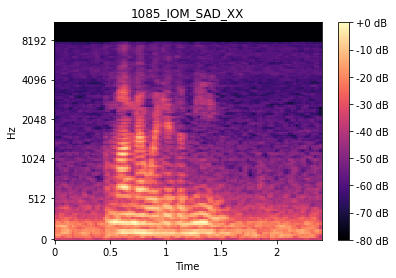 1085_IOM_SAD_XX
8192
4096
2048
1024
512
0
Hz
0
0.5
1
1.5
2
Time
+0 dB
-10 dB
-20 dB
-30 dB
-40 dB
-50 dB
-60 dB
-70 dB
-80 dB